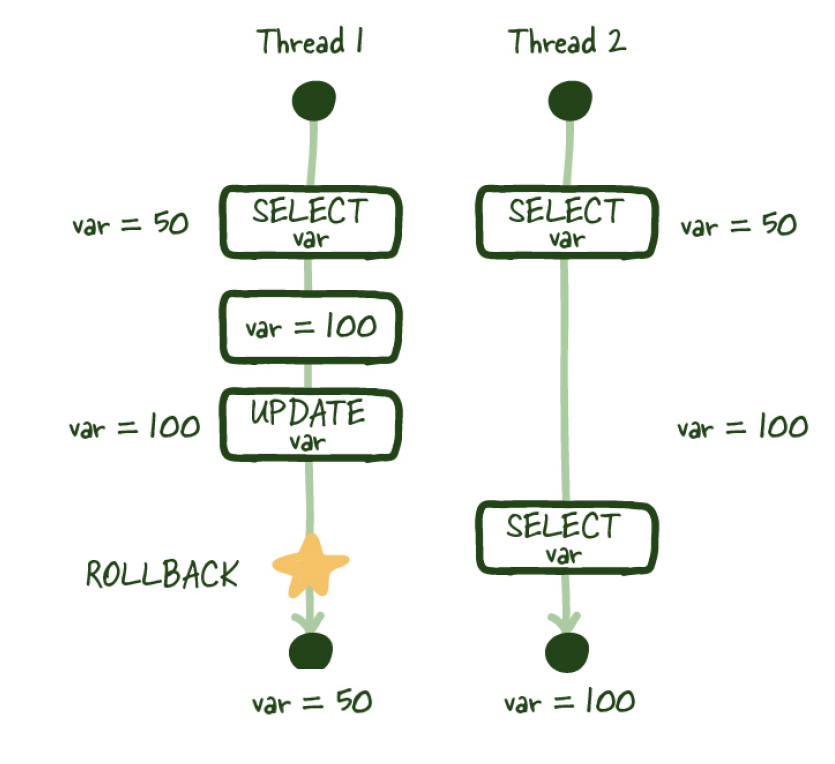 Thread 1
Thread 2
var = 50
SELECT
var
SELECT
var
var = 50
var = 100
var = 100
UPDATE
var
var = 100
SELECT
var
ROLLBACK
var = 50
var = 100